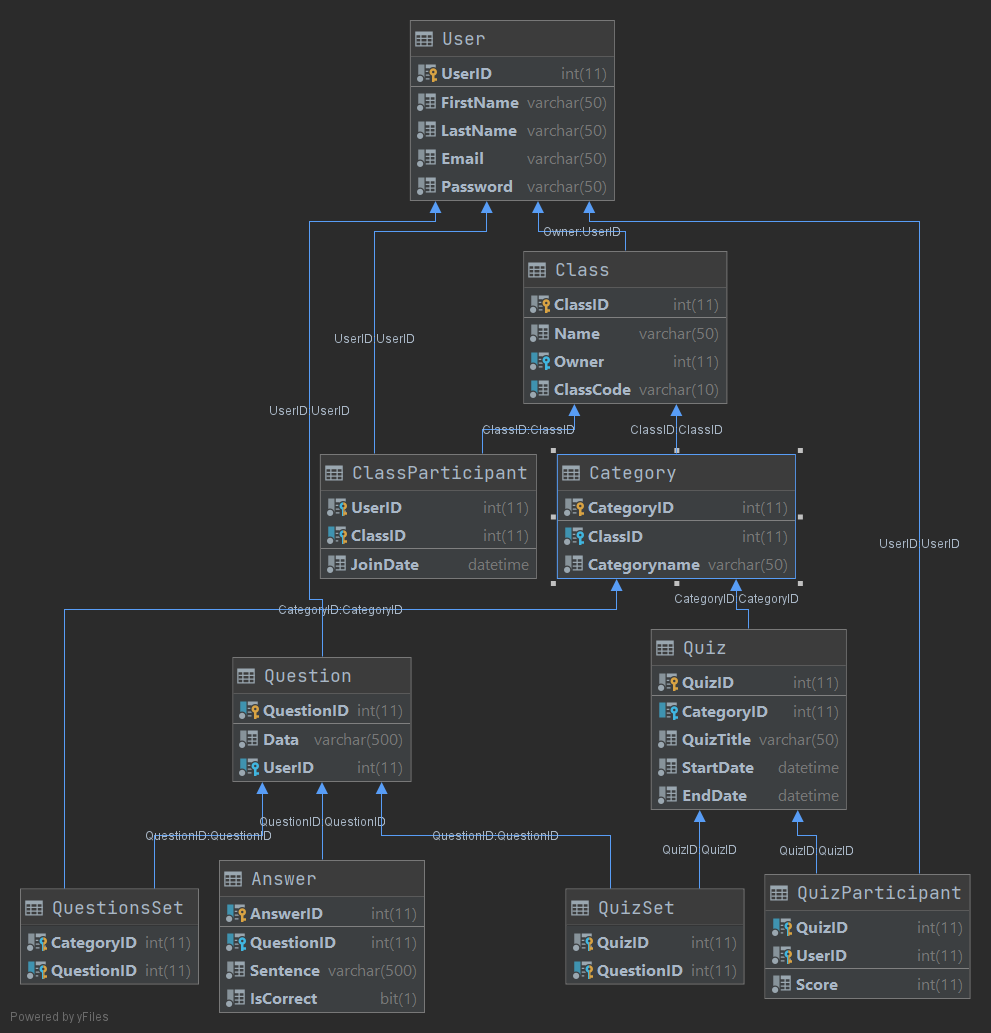 User
UserID int(11)
FirstName varchar(50)
LastName varchar(50)
Email varchar(50)
Password varchar(50)
Owner:UserID
Class
ClassID int(11)
Name varchar(50)
Owner int(11)
ClassCode varchar(10)
UserID:UserID
UserID:UserID
ClassID:ClassID
ClassID:ClassID
ClassParticipant
UserID int(11)
ClassID int(11)
JoinDate datetime
Category
CategoryID int(11)
ClassID int(11)
Categoryname varchar(50)
UserID:UserID
CategoryID:CategoryID
CategoryID:CategoryID
Question
QuestionID int(11)
Data varchar(500)
UserID int(11)
Quiz
QuizID int(11)
CategoryID int(11)
QuizTitle varchar(50)
StartDate datetime
EndDate datetime
QuestionID:QuestionID
QuestionID:QuestionID
QuestionID:QuestionID
QuizID:QuizID
QuizID:QuizID
QuestionsSet
CategoryID int(11)
QuestionID int(11)
Answer
AnswerID int(11)
QuestionID int(11)
Sentence varchar(500)
IsCorrect bit(1)
QuizSet
QuizID int(11)
QuestionID int(11)
QuizParticipant
QuizID int(11)
UserID int(11)
Score int(11)
Powered by yFiles